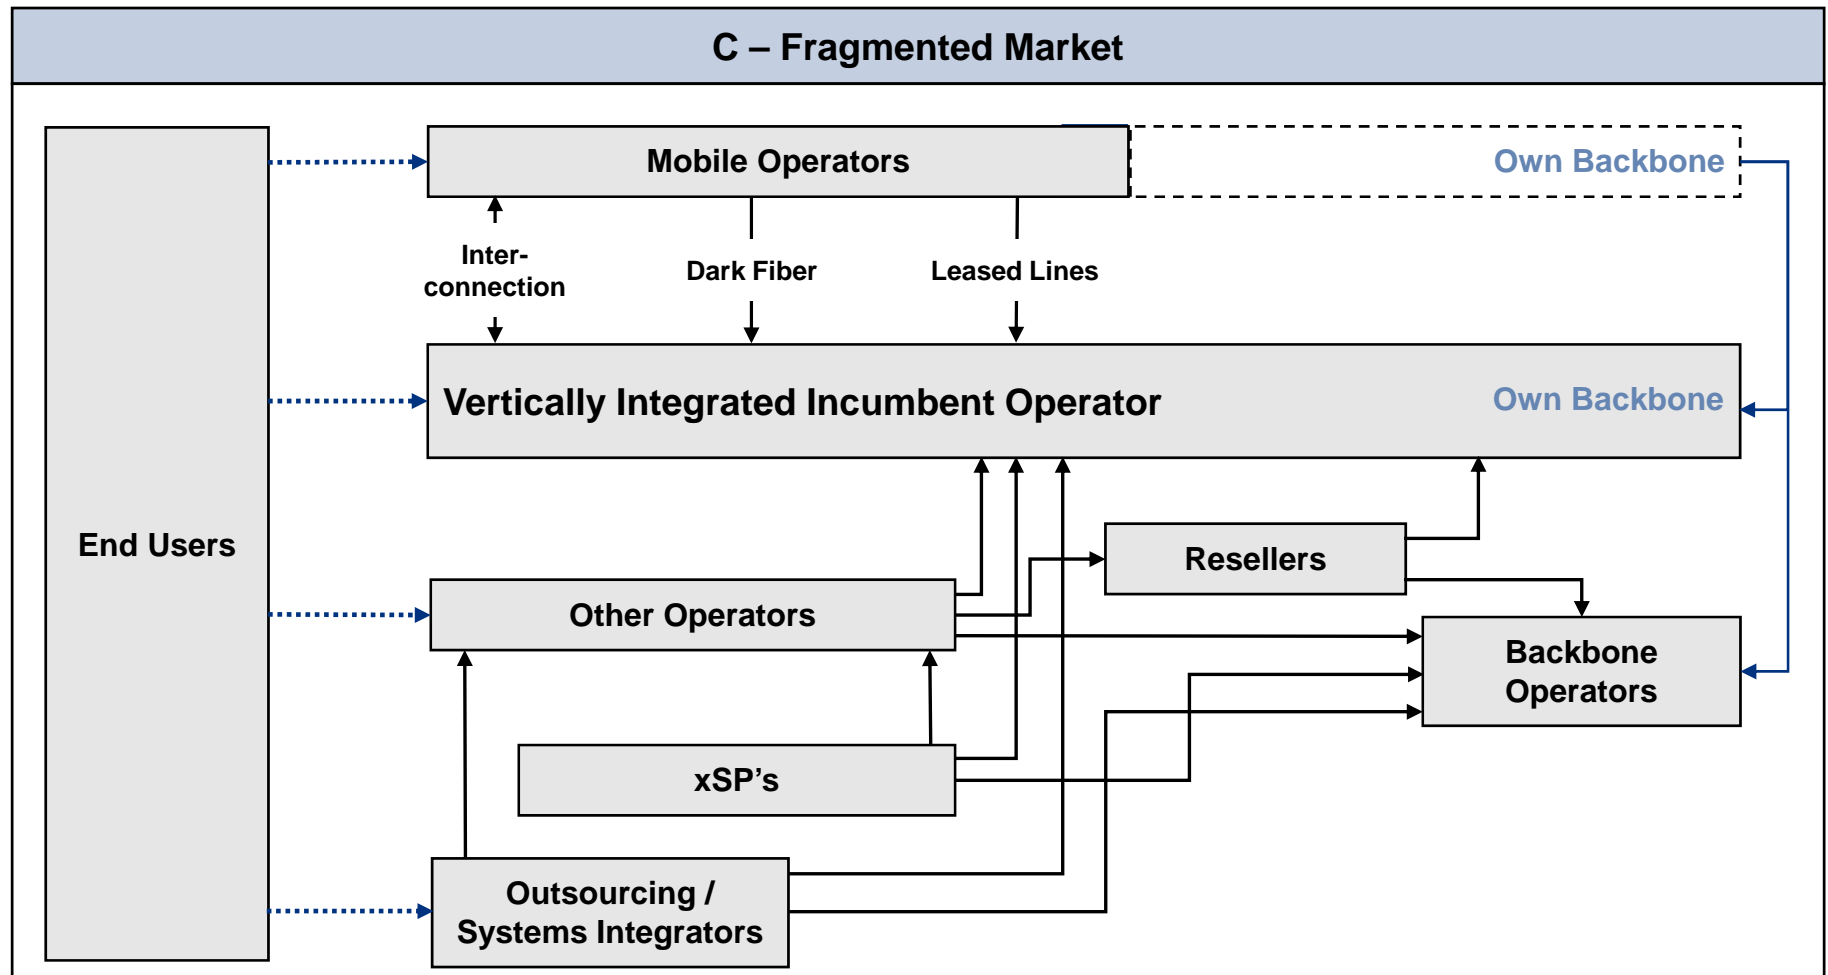 C – Fragmented Market
Mobile Operators
Own Backbone
Inter-
connection
Dark Fiber
Leased Lines
Vertically Integrated Incumbent Operator
Own Backbone
End Users
Resellers
Other Operators
Backbone
Operators
xSP’s
Outsourcing /
Systems Integrators